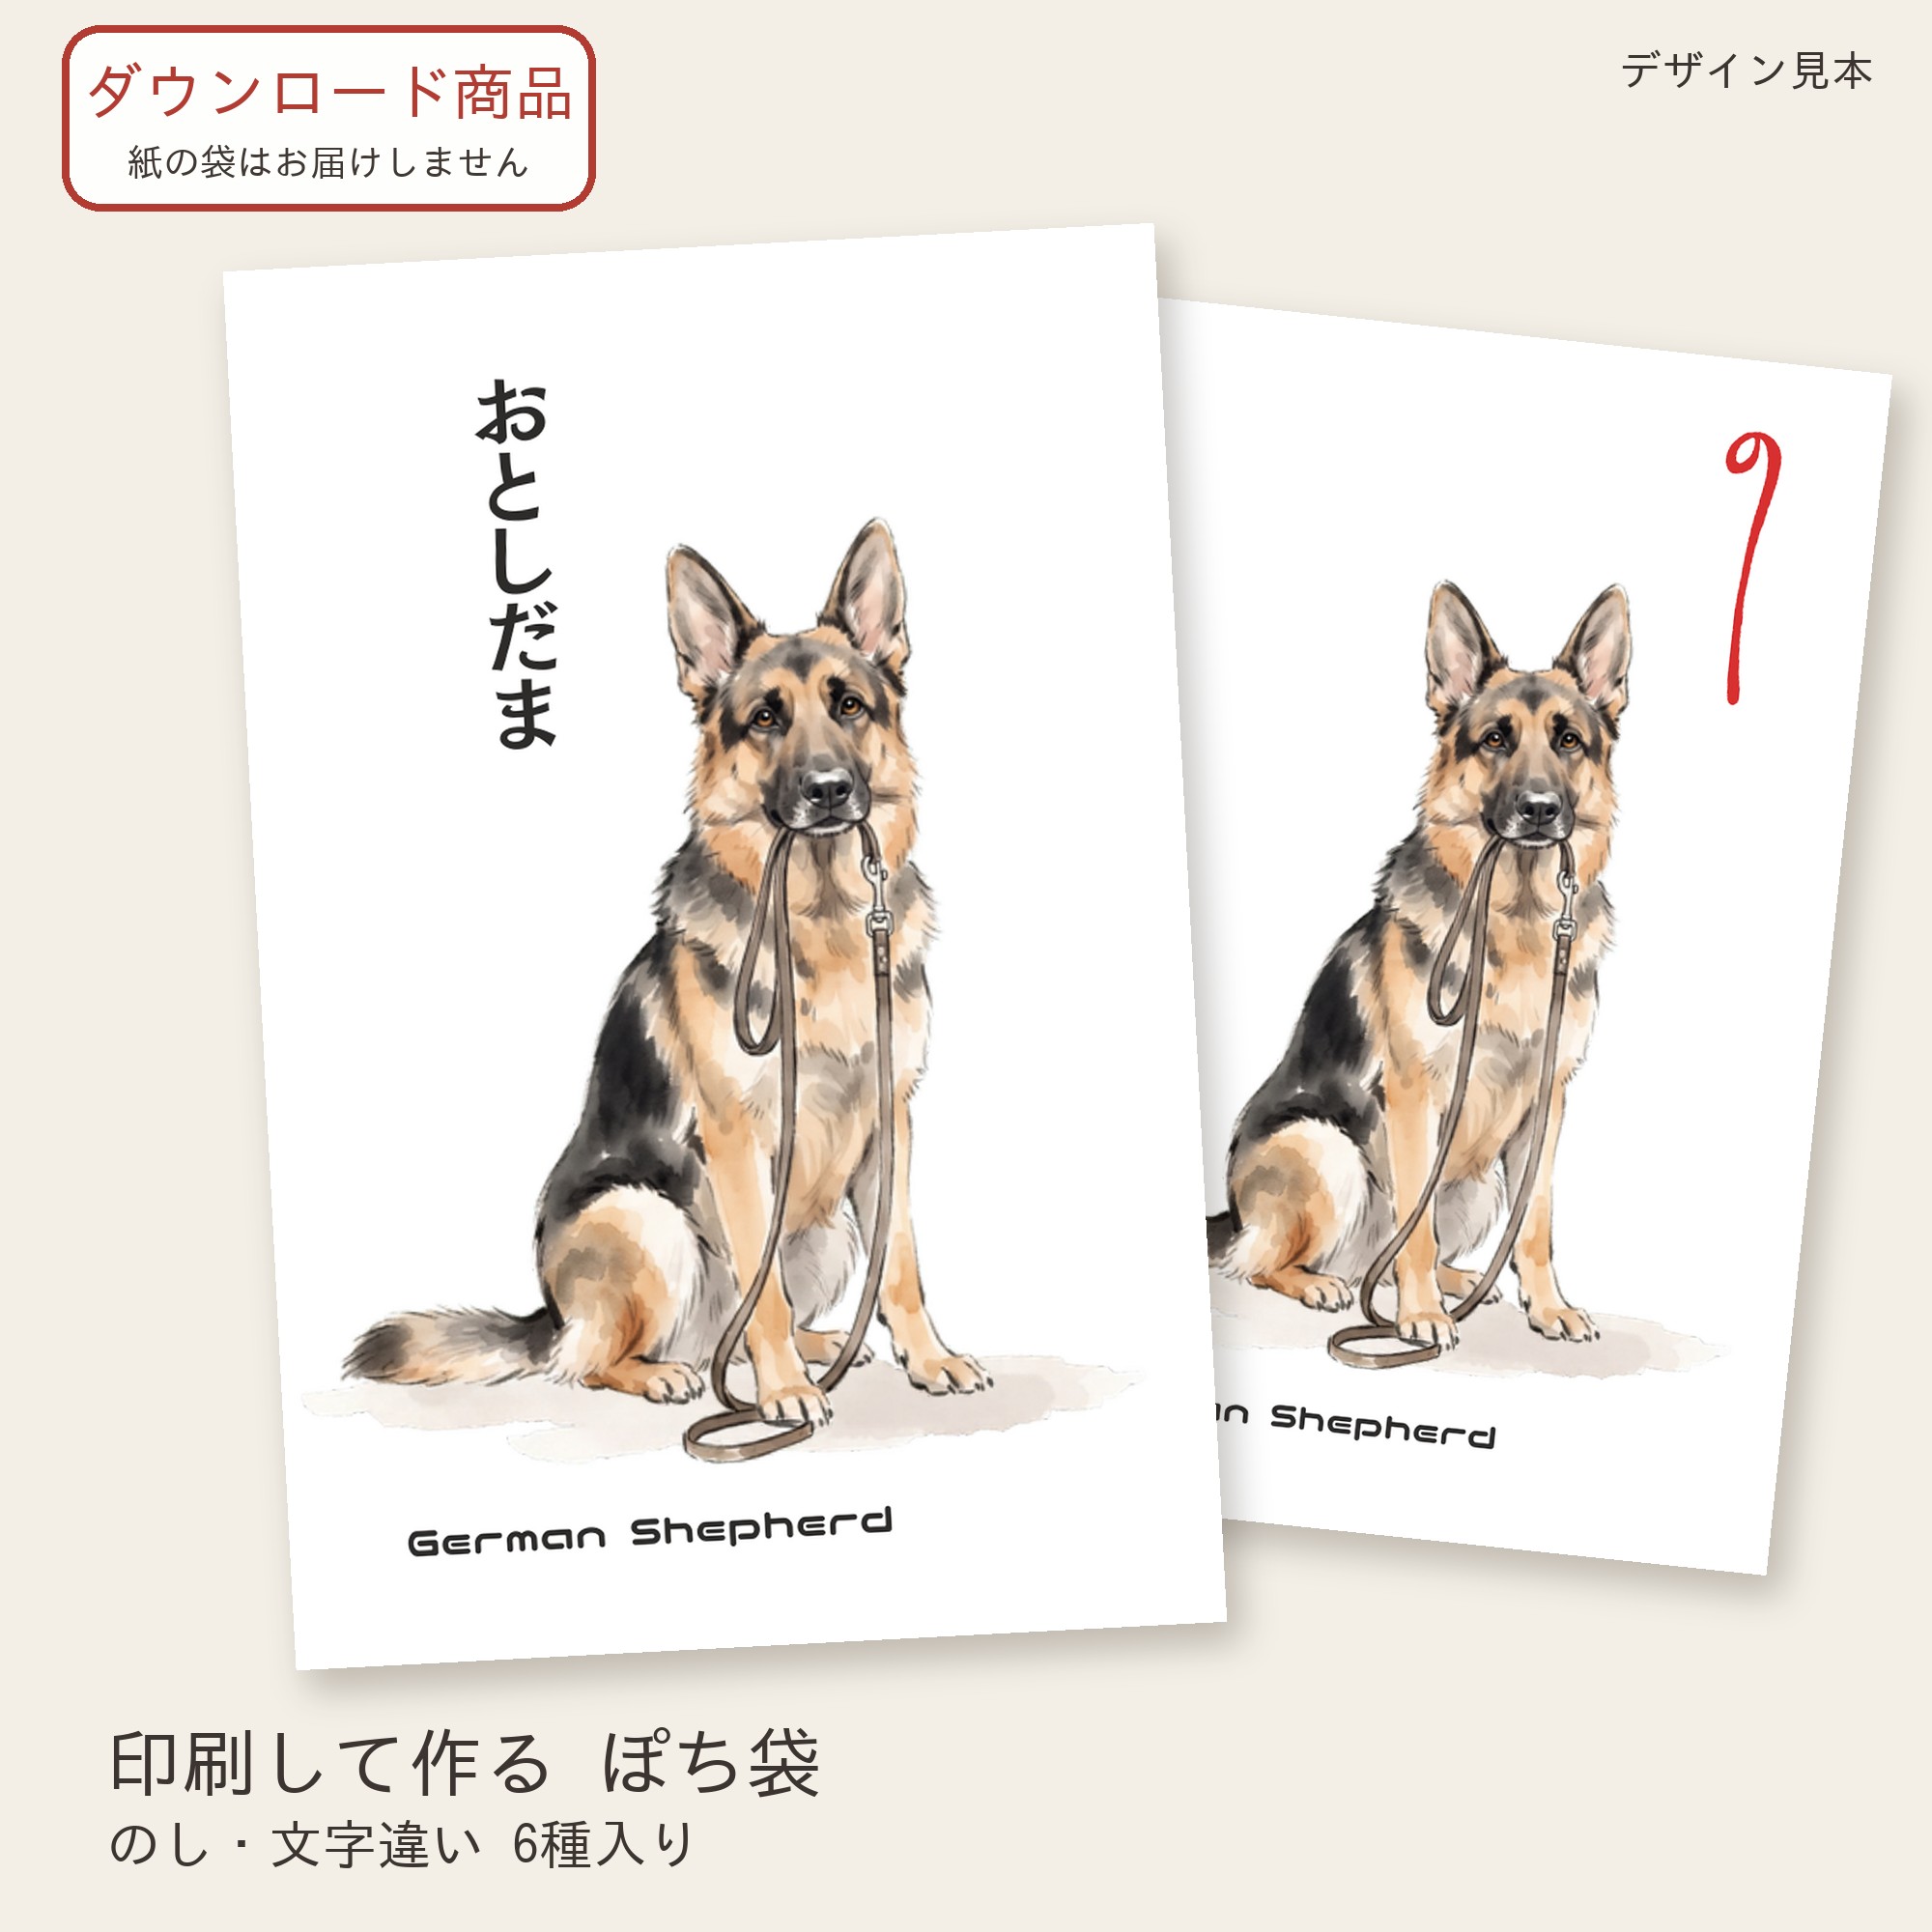 ダウンロード商品
紙の袋はお届けしません
デザイン見本
おとしだま
German Shepherd
n Shepherd
印刷して作る ぽち袋
のし・文字違い 6種入り